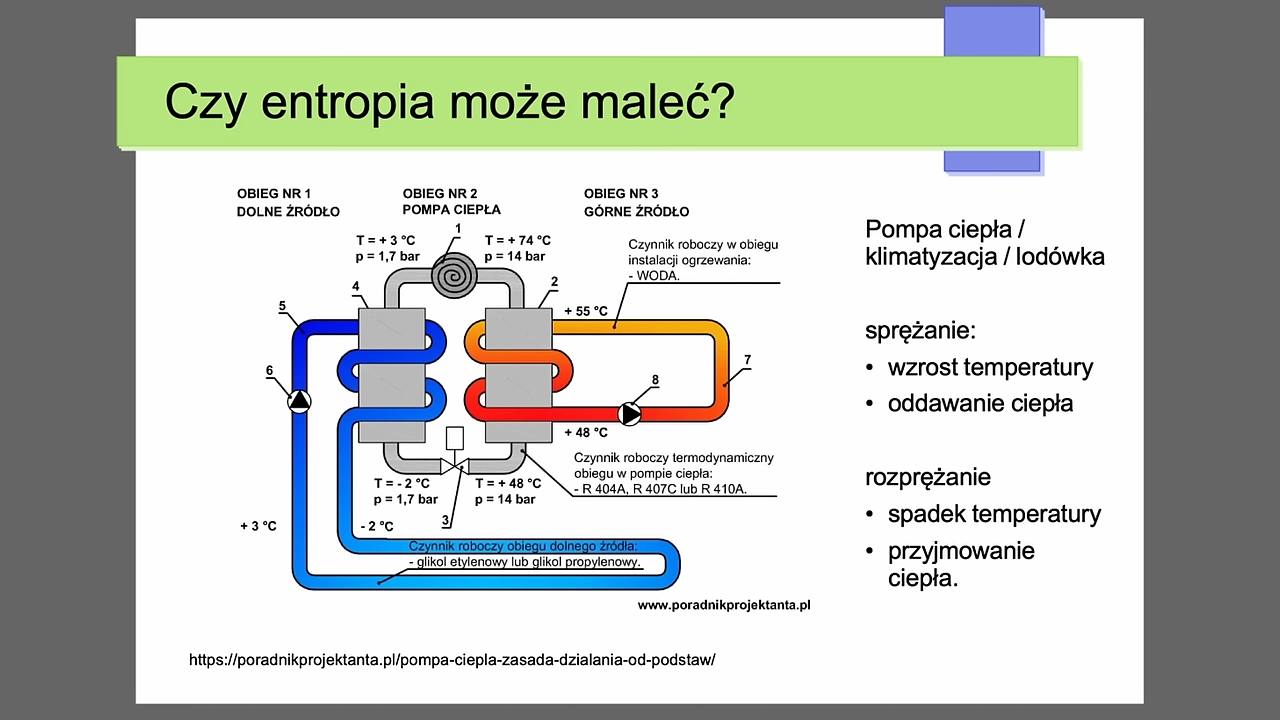 Czy entropia może maleć?
OBIEG NR 1
DOLNE ŹRÓDŁO
OBIEG NR 2
POMPA CIEPŁA
OBIEG NR 3
GÓRNE ŹRÓDŁO
1
T = + 3 °C
p = 1,7 bar
T = + 74 °C
p = 14 bar
Czynnik roboczy w obiegu
instalacji ogrzewania:
- WODA.
4
2
5
+ 55 °C
6
7
8
+ 48 °C
T = - 2 °C
p = 1,7 bar
T = + 48 °C
p = 14 bar
3
Czynnik roboczy termodynamiczny
obiegu w pompie ciepła:
- R 404A, R 407C lub R 410A.
+ 3 °C
- 2 °C
Czynnik roboczy obiegu dolnego źródła:
- glikol etylenowy lub glikol propylenowy.
www.poradnikprojektanta.pl
Pompa ciepła /
klimatyzacja / lodówka
sprężanie:
• wzrost temperatury
• oddawanie ciepła
rozprężanie
• spadek temperatury
• przyjmowanie
ciepła.
https://poradnikprojektanta.pl/pompa-ciepla-zasada-dzialania-od-podstaw/